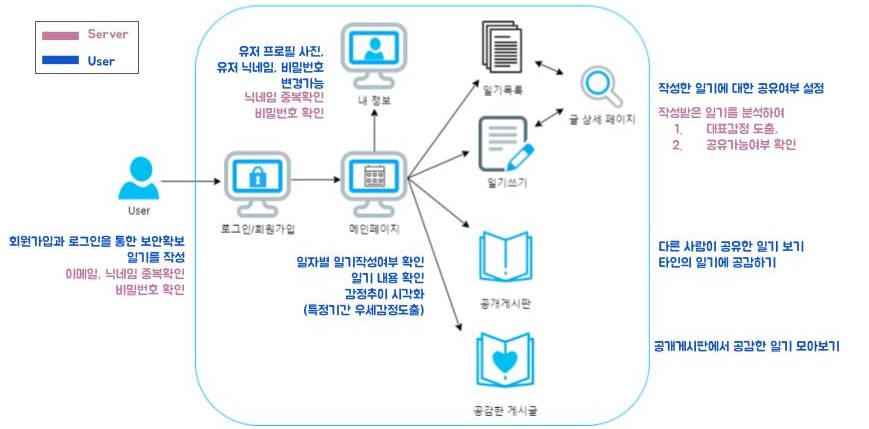 Server
User
유저 프로필 사진,
유저 닉네임, 비밀번호
변경가능
닉네임 중복확인
비밀번호 확인
내 정보
일기목록
글 상세 페이지
작성한 일기에 대한 공유여부 설정
작성받은 일기를 분석하여
1. 대표감정 도출,
2. 공유가능여부 확인
일기쓰기
User
로그인/회원가입
메인페이지
회원가입과 로그인을 통한 보안확보
일기를 작성
이메일, 닉네임 중복확인
비밀번호 확인
일자별 일기작성여부 확인
일기 내용 확인
감정추이 시각화
(특정기간 우세감정도출)
다른 사람이 공유한 일기 보기
타인의 일기에 공감하기
공개게시판
공개게시판에서 공감한 일기 모아보기
공감한 게시글